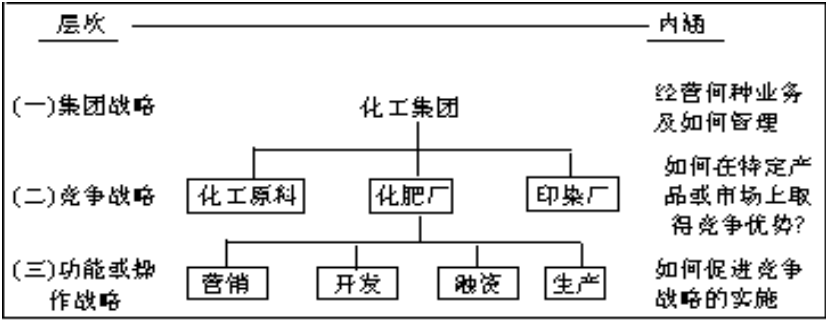 层次 内涵
(一)集团战略 化工集团 经营何种业务
及如何管理
(二)竞争战略 化工原料 化肥厂 印染厂 如何在特定产
品或市场上取
得竞争优势?
(三)功能或操
作战略 营销 开发 融资 生产 如何促进竞争
战略的实施